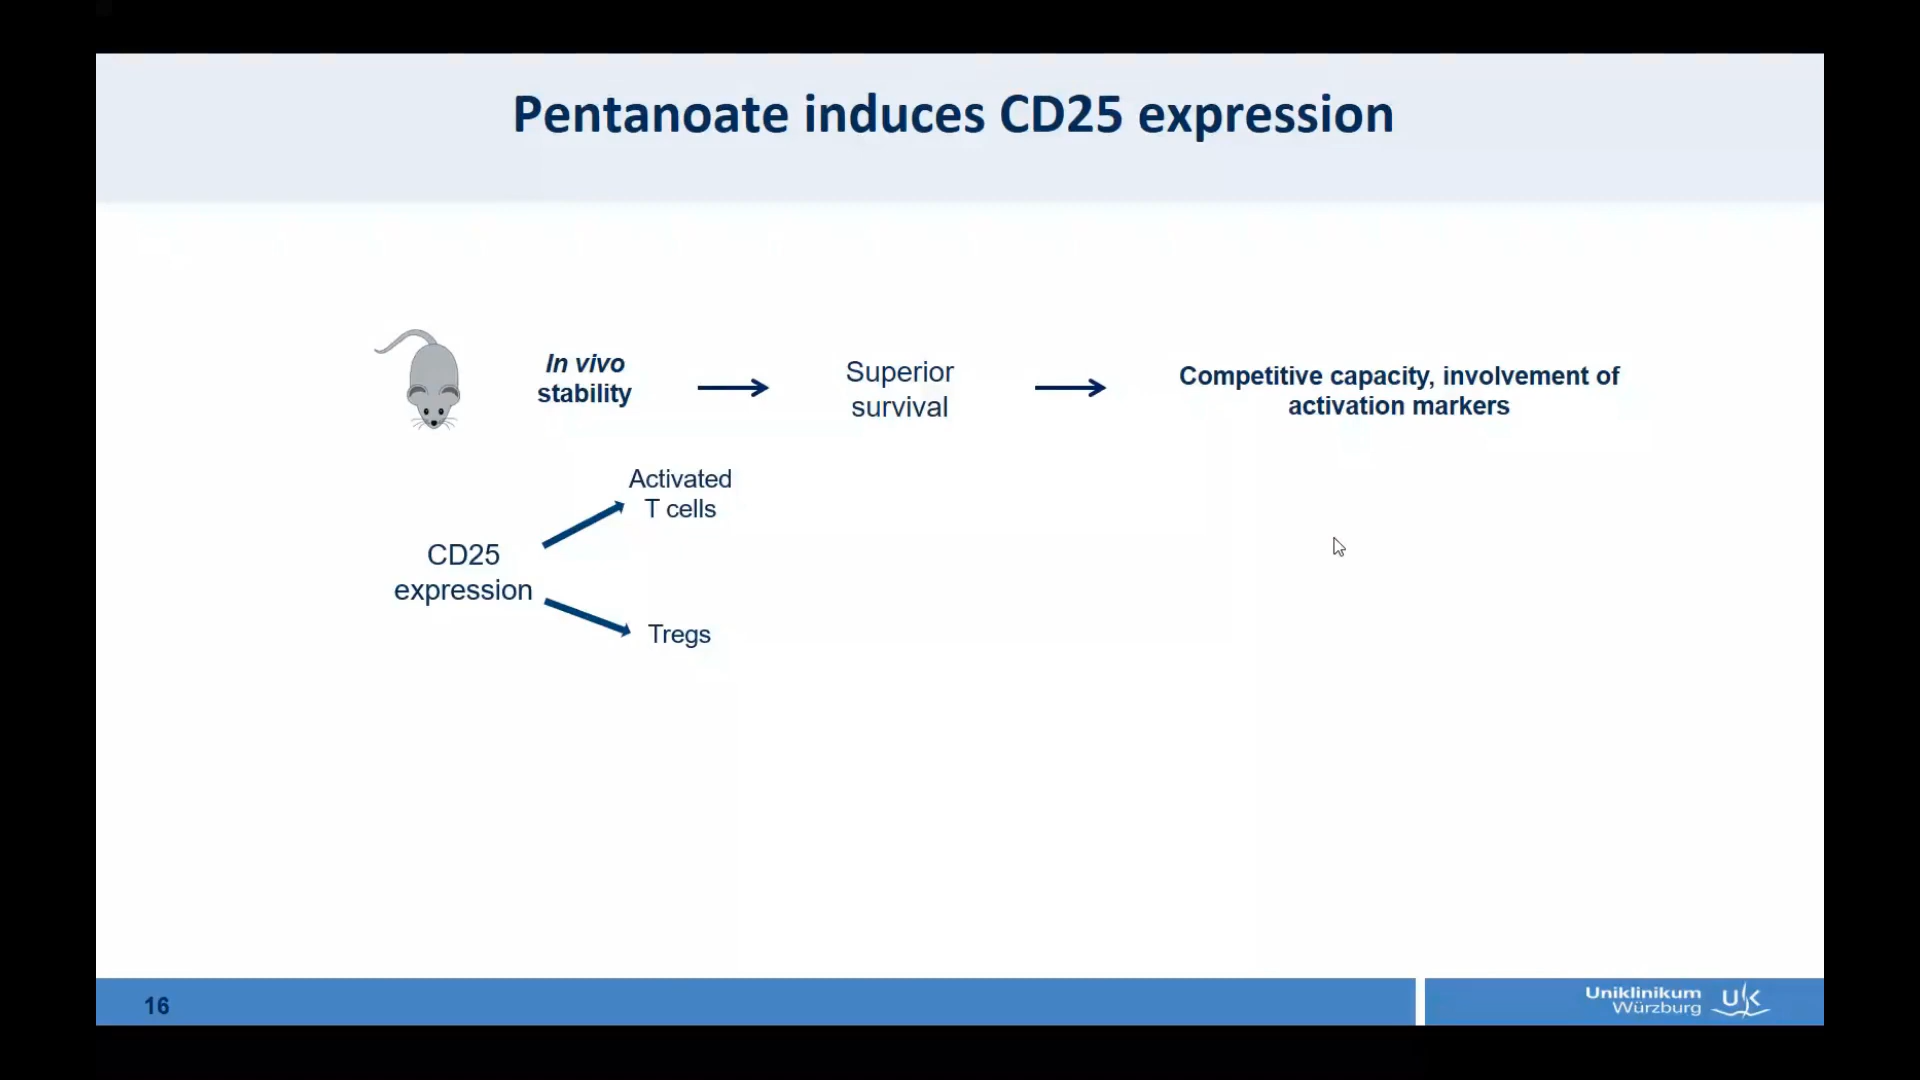 Pentanoate induces CD25 expression
In vivo
stability
Superior
survival
Competitive capacity, involvement of
activation markers
Activated
T cells
CD25
expression
Tregs
16
Uniklinikum
Würzburg
UK